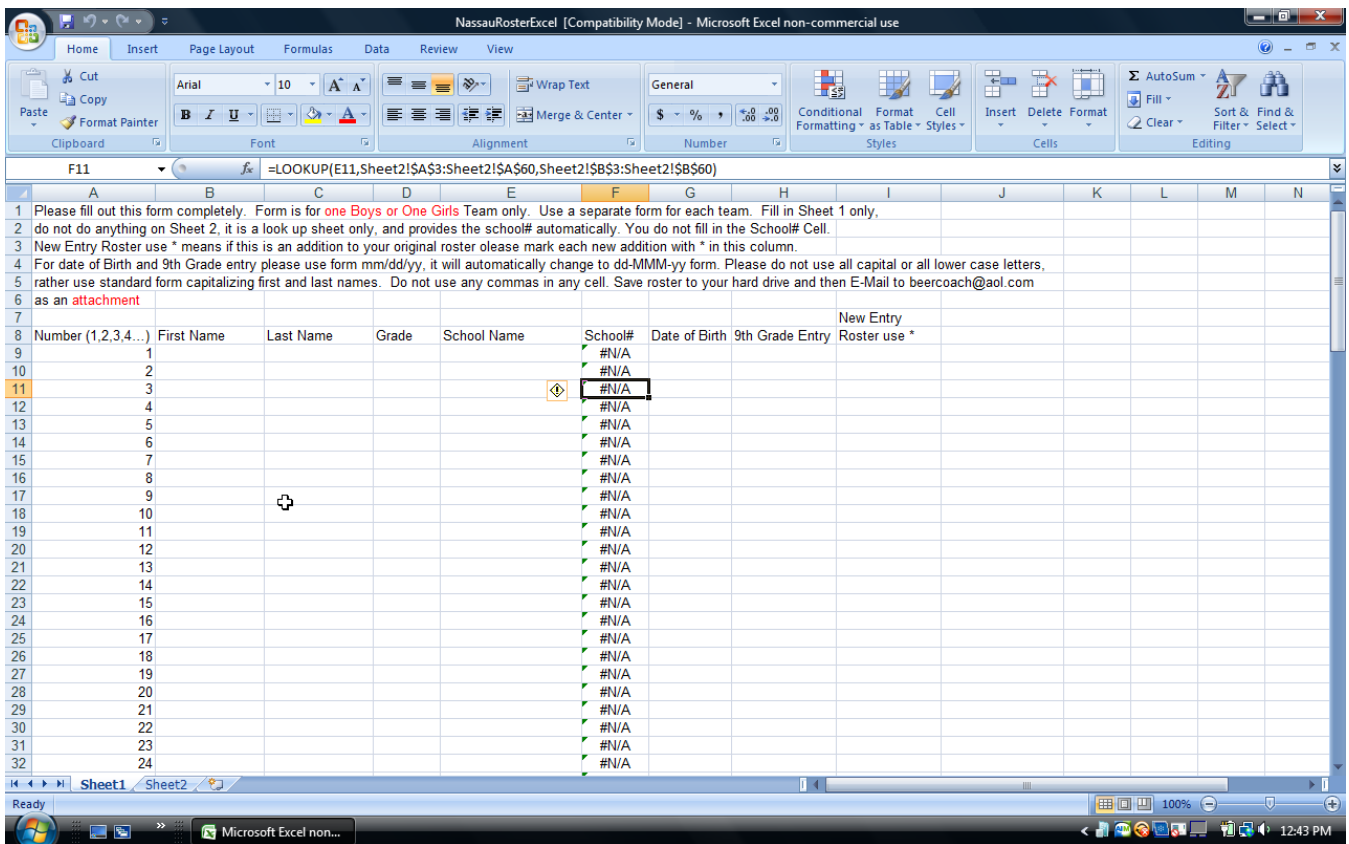 NassauRosterExcel [Compatibility Mode] - Microsoft Excel non-commercial use
Home Insert Page Layout Formulas Data Review View
Cut
Copy
Format Painter
Paste
Arial 10
B I U
Wrap Text
Merge & Center
General
$ % , .0 .00 .00 .0
Conditional Formatting
Format as Table
Cell Styles
Insert Delete Format
Σ AutoSum
Fill
Clear
Sort & Filter
Find & Select
Clipboard Font Alignment Number Styles Cells Editing
F11 fx =LOOKUP(E11,Sheet2!$A$3:Sheet2!$A$60,Sheet2!$B$3:Sheet2!$B$60)
A B C D E F G H I J K L M N
1 Please fill out this form completely. Form is for one Boys or One Girls Team only. Use a separate form for each team. Fill in Sheet 1 only,
2 do not do anything on Sheet 2, it is a look up sheet only, and provides the school# automatically. You do not fill in the School# Cell.
3 New Entry Roster use * means if this is an addition to your original roster olease mark each new addition with * in this column.
4 For date of Birth and 9th Grade entry please use form mm/dd/yy, it will automatically change to dd-MMM-yy form. Please do not use all capital or all lower case letters,
5 rather use standard form capitalizing first and last names. Do not use any commas in any cell. Save roster to your hard drive and then E-Mail to beercoach@aol.com
6 as an attachment
7 New Entry
8 Number (1,2,3,4...) First Name Last Name Grade School Name School# Date of Birth 9th Grade Entry Roster use *
9 1 #N/A
10 2 #N/A
11 3 #N/A
12 4 #N/A
13 5 #N/A
14 6 #N/A
15 7 #N/A
16 8 #N/A
17 9 #N/A
18 10 #N/A
19 11 #N/A
20 12 #N/A
21 13 #N/A
22 14 #N/A
23 15 #N/A
24 16 #N/A
25 17 #N/A
26 18 #N/A
27 19 #N/A
28 20 #N/A
29 21 #N/A
30 22 #N/A
31 23 #N/A
32 24 #N/A
Sheet1 Sheet2
Ready 100%
Microsoft Excel non... 12:43 PM